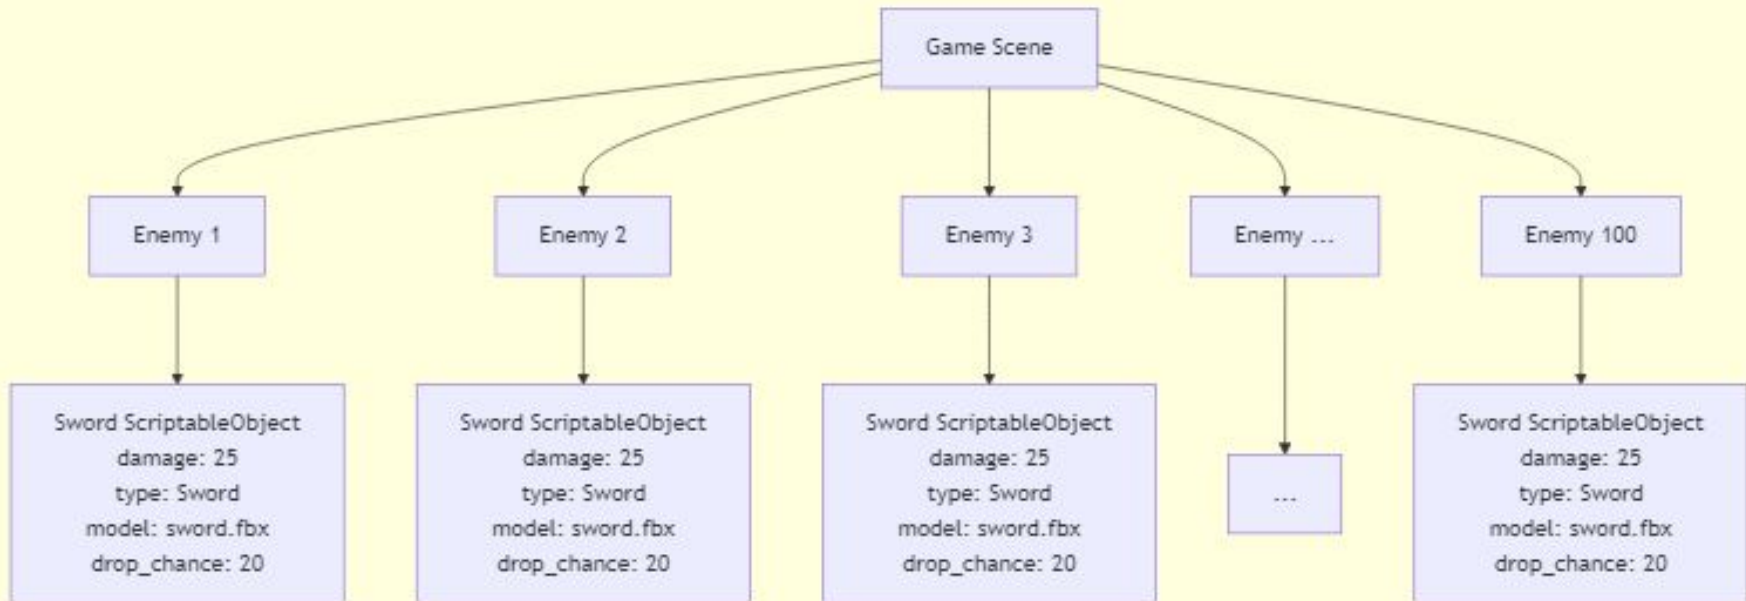 Game Scene
Enemy 1
Enemy 2
Enemy 3
Enemy ...
Enemy 100
Sword ScriptableObject
damage: 25
type: Sword
model: sword.fbx
drop_chance: 20
Sword ScriptableObject
damage: 25
type: Sword
model: sword.fbx
drop_chance: 20
Sword ScriptableObject
damage: 25
type: Sword
model: sword.fbx
drop_chance: 20
...
Sword ScriptableObject
damage: 25
type: Sword
model: sword.fbx
drop_chance: 20